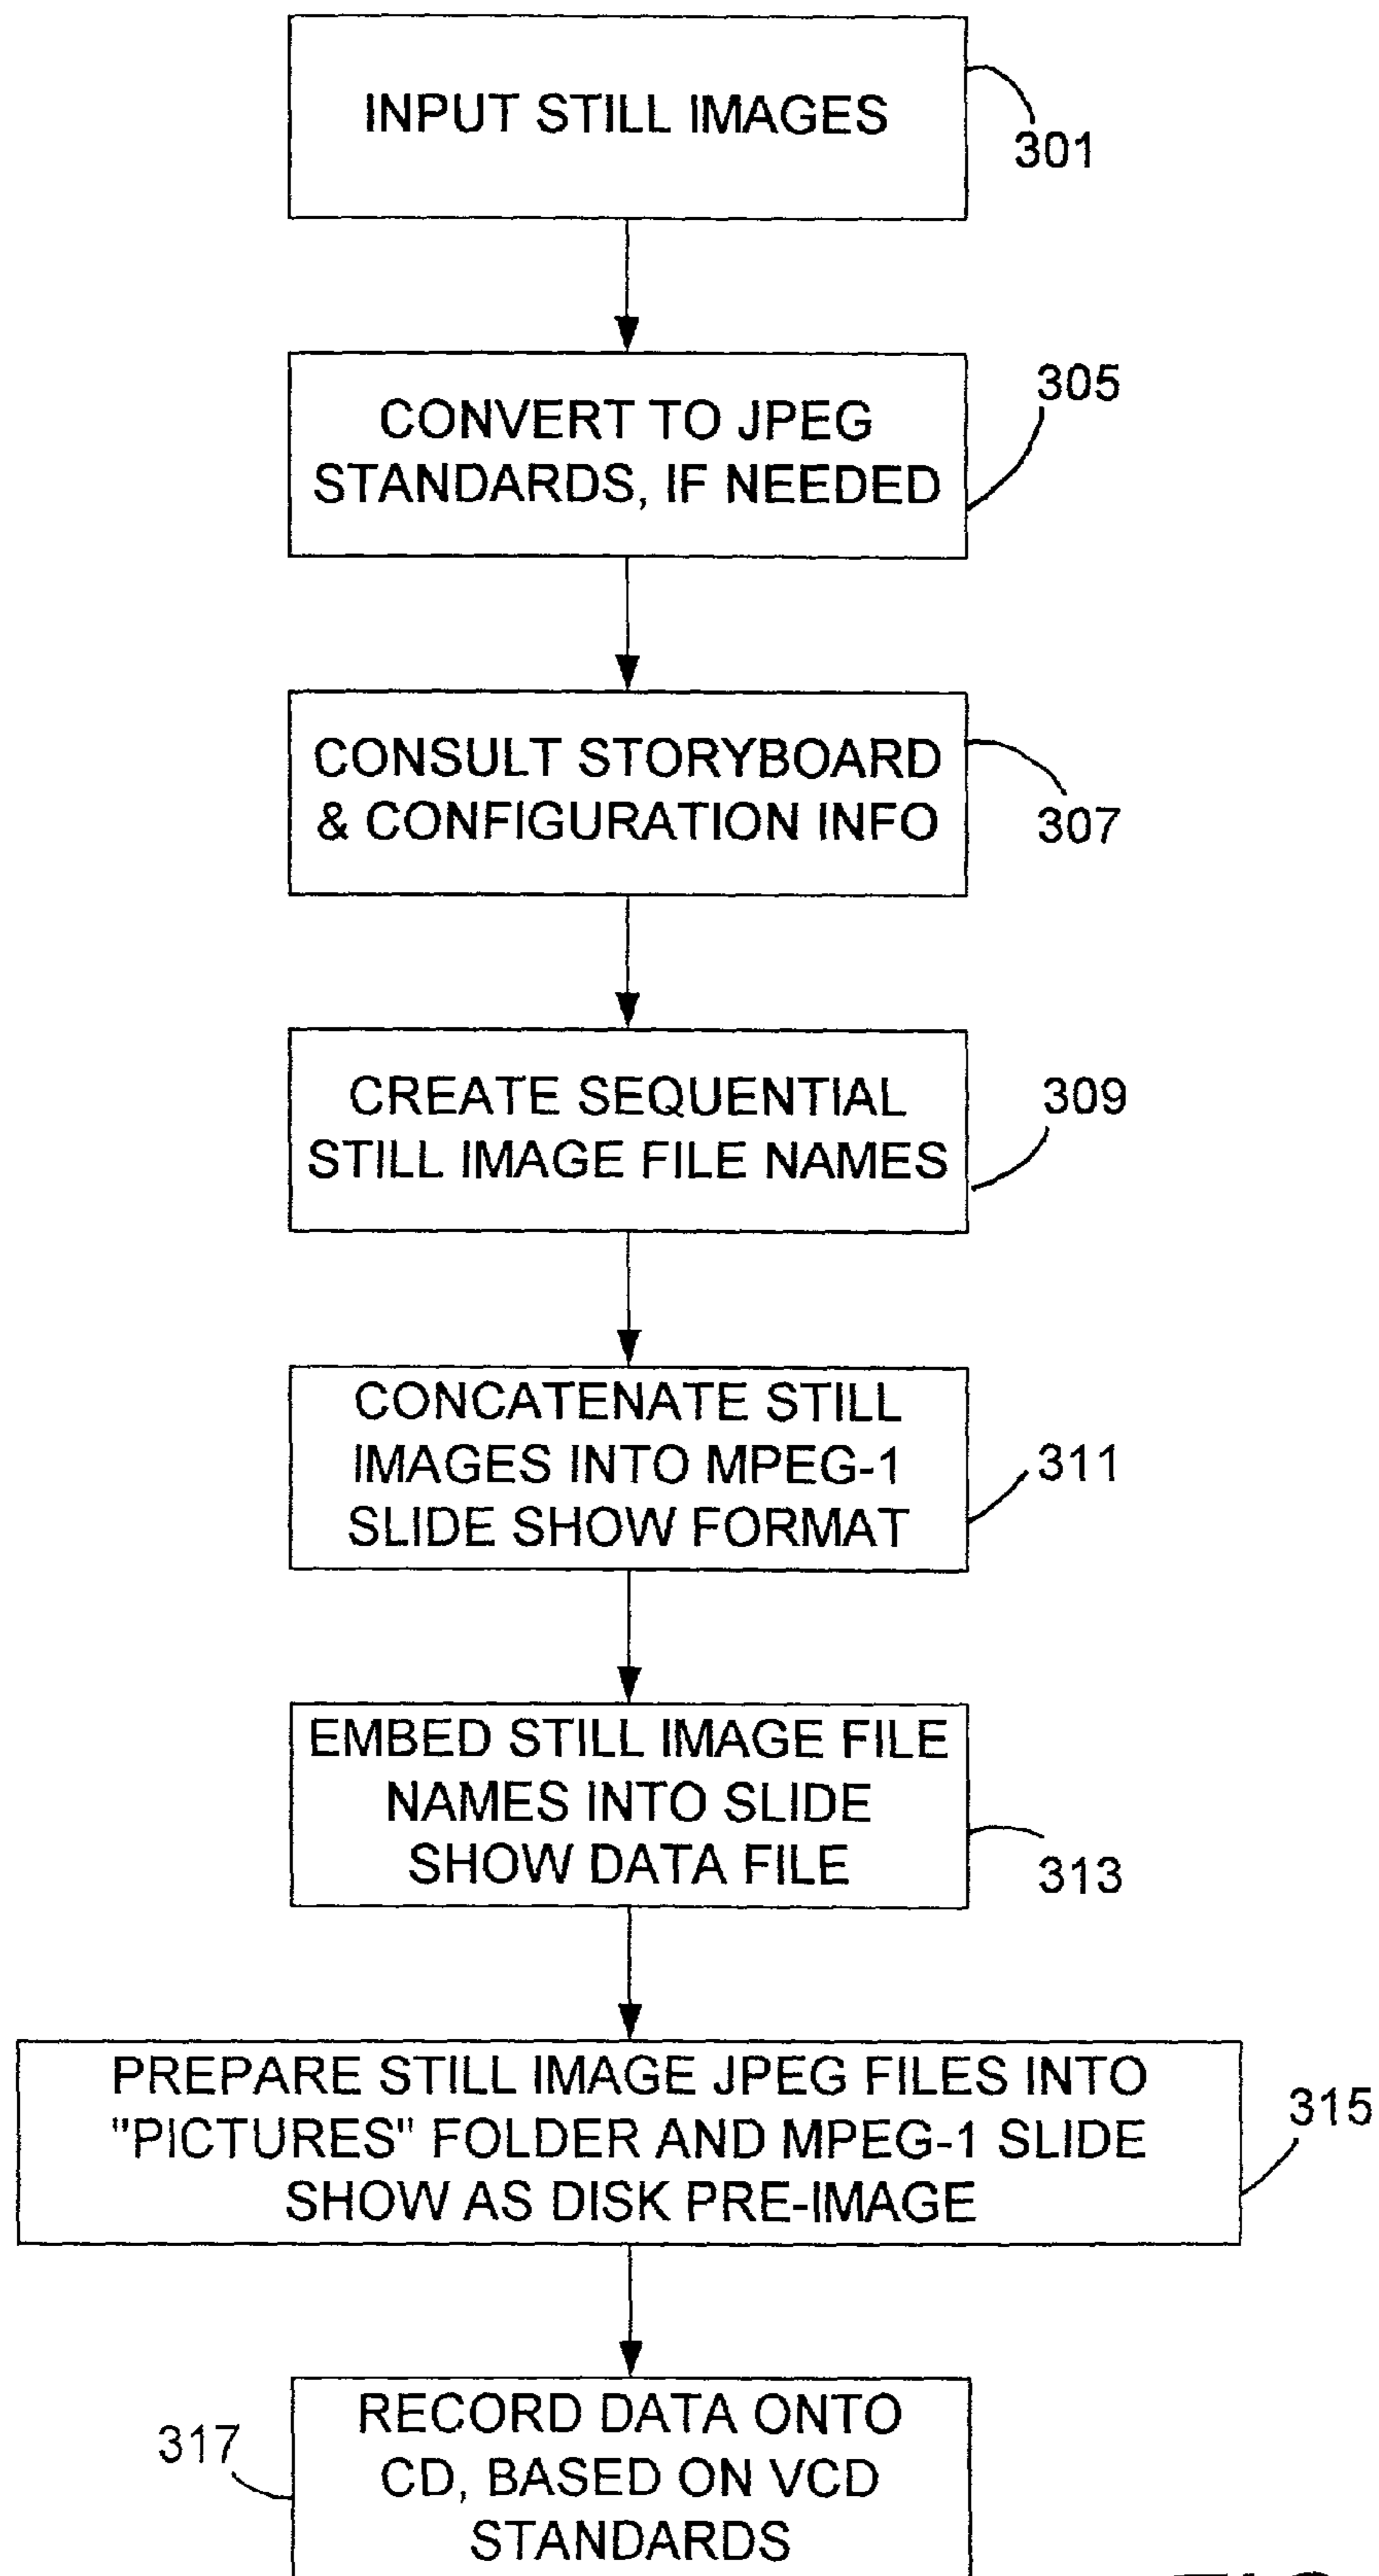 INPUT STILL IMAGES
301
CONVERT TO JPEG
STANDARDS, IF NEEDED
305
CONSULT STORYBOARD
& CONFIGURATION INFO
307
CREATE SEQUENTIAL
STILL IMAGE FILE NAMES
309
CONCATENATE STILL
IMAGES INTO MPEG-1
SLIDE SHOW FORMAT
311
EMBED STILL IMAGE FILE
NAMES INTO SLIDE
SHOW DATA FILE
313
PREPARE STILL IMAGE JPEG FILES INTO
"PICTURES" FOLDER AND MPEG-1 SLIDE
SHOW AS DISK PRE-IMAGE
315
RECORD DATA ONTO
CD, BASED ON VCD
STANDARDS
317